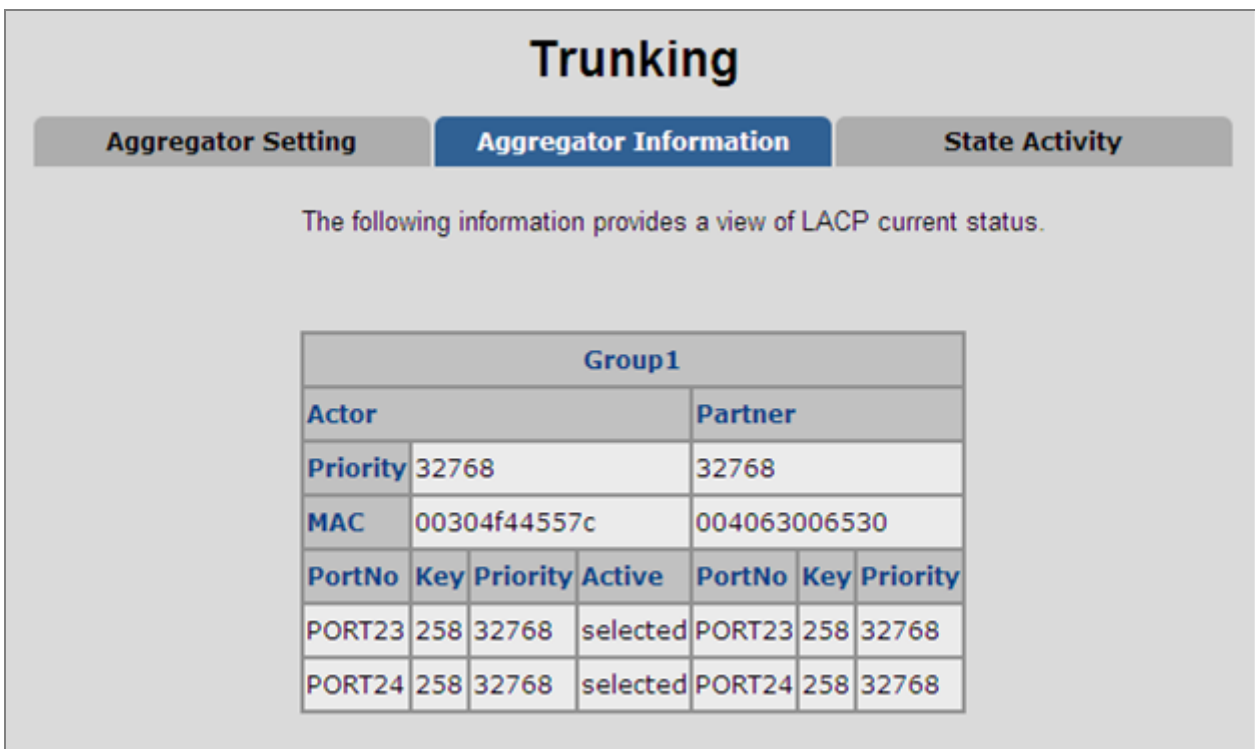 Trunking
Aggregator Setting Aggregator Information State Activity
The following information provides a view of LACP current status.
Group1
Actor Partner
Priority 32768 32768
MAC 00304f44557c 004063006530
PortNo Key Priority Active PortNo Key Priority
PORT23 258 32768 selected PORT23 258 32768
PORT24 258 32768 selected PORT24 258 32768